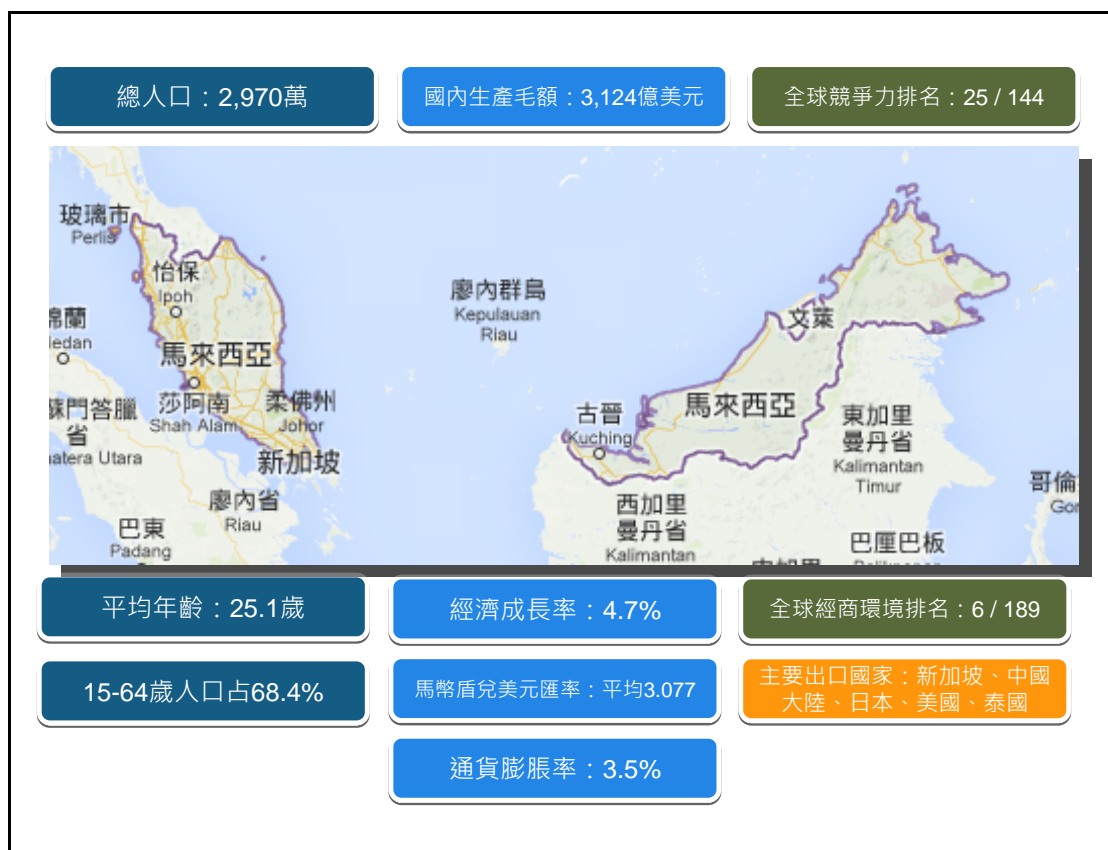 總人口：2,970萬
國內生產毛額：3,124億美元
全球競爭力排名：25 / 144
玻璃市
Perlis
怡保
Ipoh
棉蘭
ledan
馬來西亞
莎阿南
Shah Alam
柔佛州
Johor
蘇門答臘
省
natera Utara
新加坡
廖內省
Riau
巴東
Padang
廖內群島
Kepulauan
Riau
文萊
古晉
Kuching
馬來西亞
東加里
曼丹省
Kalimantan
Timur
西加里
曼丹省
Kalimantan
哥倫
Gor
巴厘巴板
平均年齡：25.1歲
經濟成長率：4.7%
全球經商環境排名：6 / 189
15-64歲人口占68.4%
馬幣盾兌美元匯率：平均3.077
主要出口國家：新加坡、中國
大陸、日本、美國、泰國
通貨膨脹率：3.5%